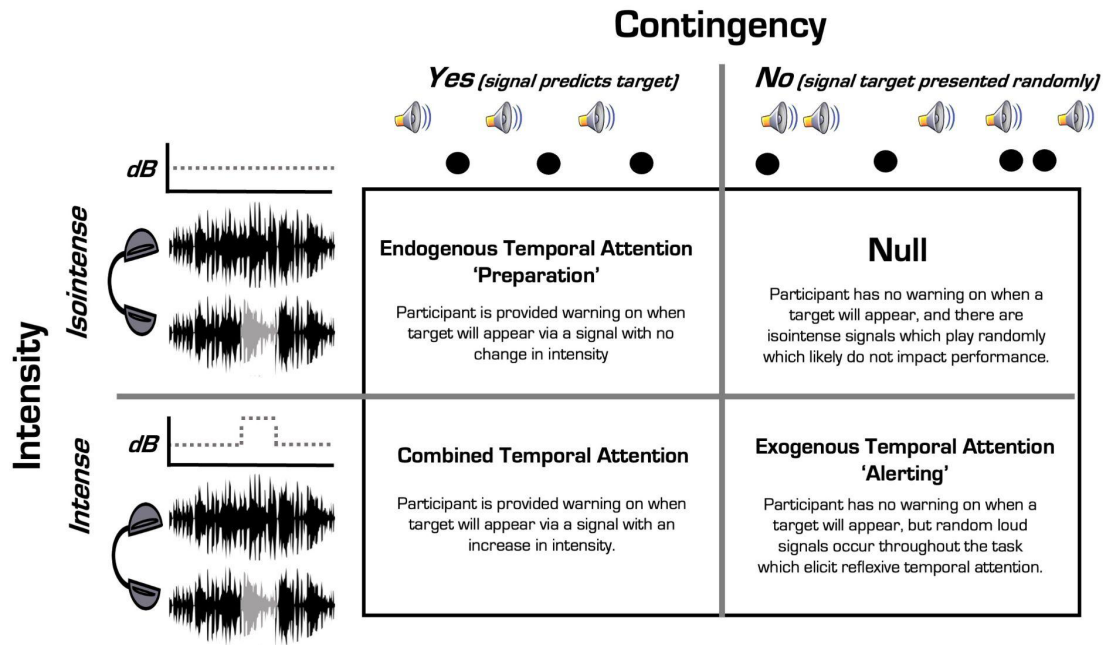 Contingency
Yes (signal predicts target)
No (signal target presented randomly)
Intensity
Isointense
dB
Endogenous Temporal Attention
‘Preparation’
Participant is provided warning on when
target will appear via a signal with no
change in intensity
Null
Participant has no warning on when a
target will appear, and there are
isointense signals which play randomly
which likely do not impact performance.
Intense
dB
Combined Temporal Attention
Participant is provided warning on when
target will appear via a signal with an
increase in intensity.
Exogenous Temporal Attention
‘Alerting’
Participant has no warning on when a
target will appear, but random loud
signals occur throughout the task
which elicit reflexive temporal attention.